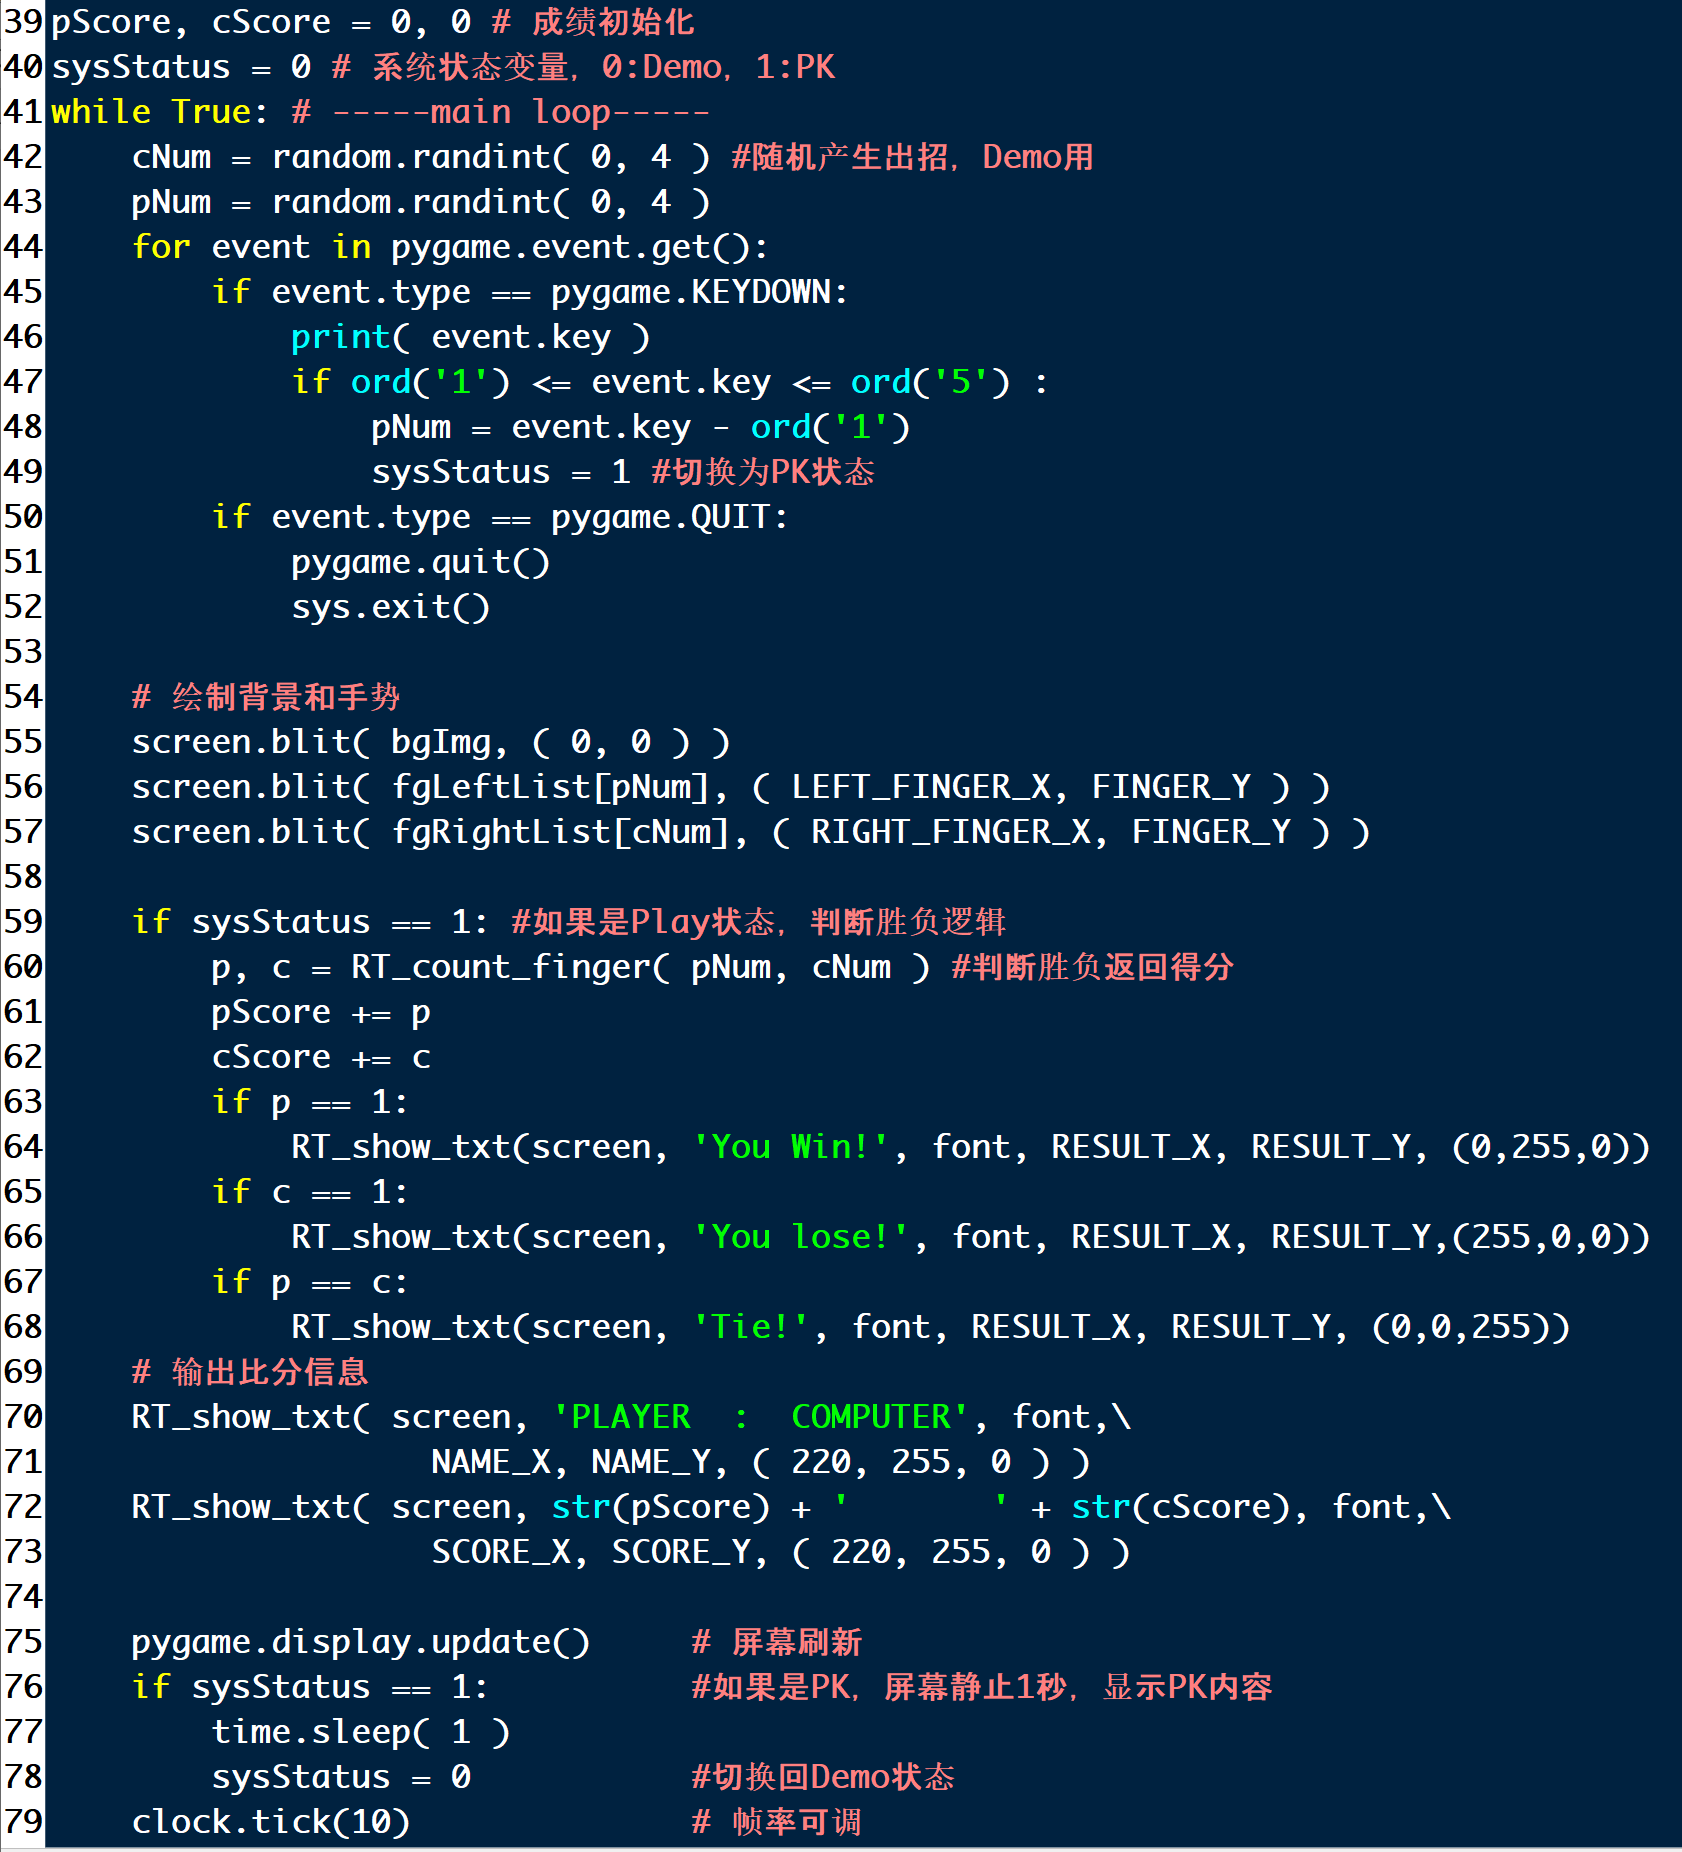 39 pScore, cScore = 0, 0 # 成绩初始化
40 sysStatus = 0 # 系统状态变量，0:Demo，1:PK
41 while True: # -----main loop-----
42     cNum = random.randint( 0, 4 ) #随机产生出招，Demo用
43     pNum = random.randint( 0, 4 )
44     for event in pygame.event.get():
45         if event.type == pygame.KEYDOWN:
46             print( event.key )
47             if ord('1') <= event.key <= ord('5') :
48                 pNum = event.key - ord('1')
49                 sysStatus = 1 #切换为PK状态
50         if event.type == pygame.QUIT:
51             pygame.quit()
52             sys.exit()
53
54     # 绘制背景和手势
55     screen.blit( bgImg, ( 0, 0 ) )
56     screen.blit( fgLeftList[pNum], ( LEFT_FINGER_X, FINGER_Y ) )
57     screen.blit( fgRightList[cNum], ( RIGHT_FINGER_X, FINGER_Y ) )
58
59     if sysStatus == 1: #如果是Play状态，判断胜负逻辑
60         p, c = RT_count_finger( pNum, cNum ) #判断胜负返回得分
61         pScore += p
62         cScore += c
63         if p == 1:
64             RT_show_txt(screen, 'You Win!', font, RESULT_X, RESULT_Y, (0,255,0))
65         if c == 1:
66             RT_show_txt(screen, 'You lose!', font, RESULT_X, RESULT_Y,(255,0,0))
67         if p == c:
68             RT_show_txt(screen, 'Tie!', font, RESULT_X, RESULT_Y, (0,0,255))
69     # 输出比分信息
70     RT_show_txt( screen, 'PLAYER  :  COMPUTER', font,\
71                    NAME_X, NAME_Y, ( 220, 255, 0 ) )
72     RT_show_txt( screen, str(pScore) + '       ' + str(cScore), font,\
73                    SCORE_X, SCORE_Y, ( 220, 255, 0 ) )
74
75     pygame.display.update()     # 屏幕刷新
76     if sysStatus == 1:          #如果是PK，屏幕静止1秒，显示PK内容
77         time.sleep( 1 )
78         sysStatus = 0           #切换回Demo状态
79     clock.tick(10)              # 帧率可调